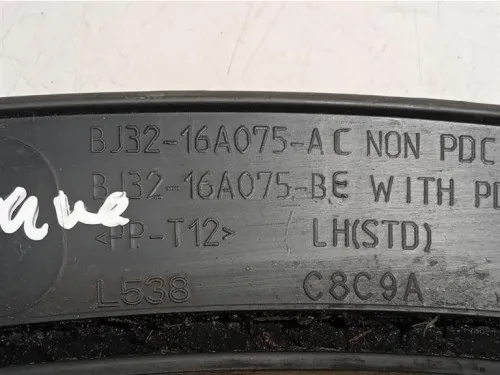 BJ32-16A075-AC NON PDC
BJ32-16A075-BE WITH PD
<PP-T12> LH(STD)
L538 C8C9A